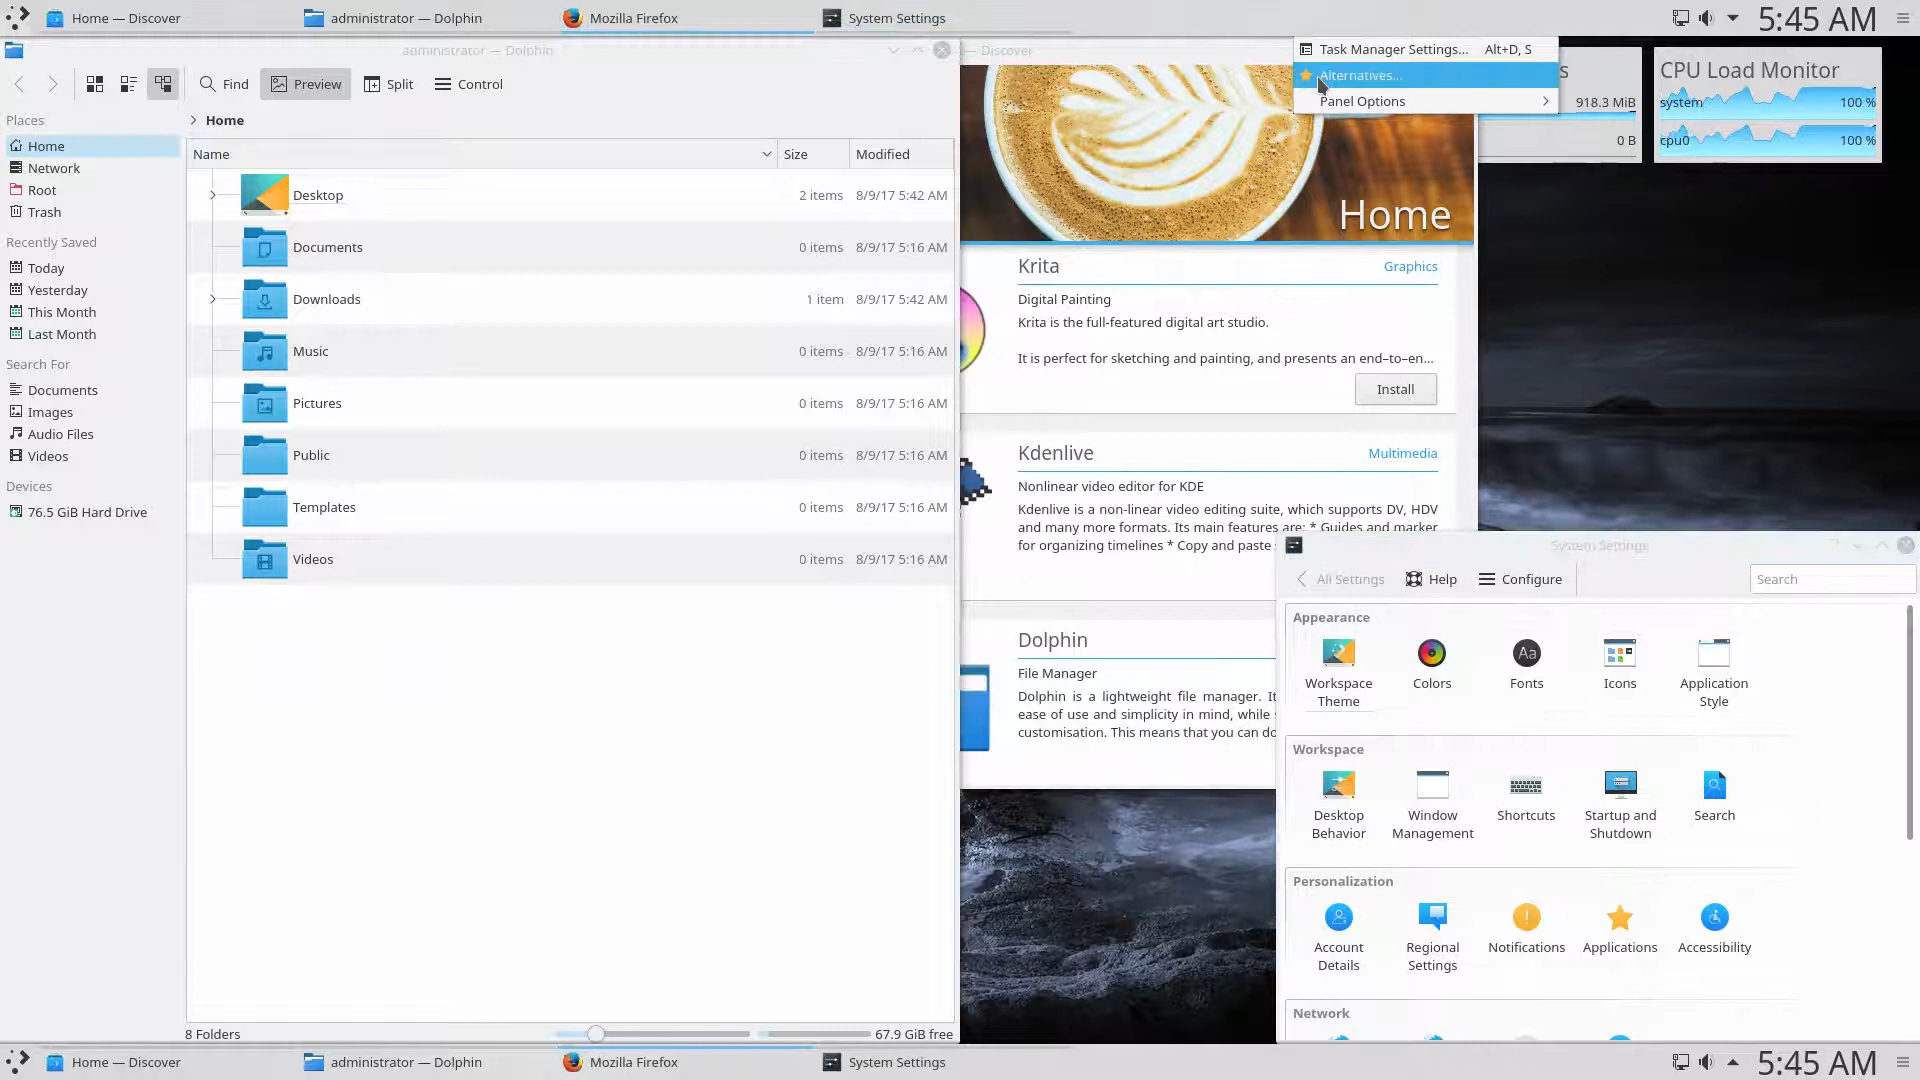 Home — Discover
administrator — Dolphin
Mozilla Firefox
System Settings
5:45 AM
administrator — Dolphin
— Discover
Find
Preview
Split
Control
Task Manager Settings... Alt+D, S
Alternatives...
Panel Options
s
918.3 MiB
0 B
CPU Load Monitor
system 100 %
cpu0 100 %
Places
Home
Network
Root
Trash
Recently Saved
Today
Yesterday
This Month
Last Month
Search For
Documents
Images
Audio Files
Videos
Devices
76.5 GiB Hard Drive
Home
Name Size Modified
Desktop 2 items 8/9/17 5:42 AM
Documents 0 items 8/9/17 5:16 AM
Downloads 1 item 8/9/17 5:42 AM
Music 0 items 8/9/17 5:16 AM
Pictures 0 items 8/9/17 5:16 AM
Public 0 items 8/9/17 5:16 AM
Templates 0 items 8/9/17 5:16 AM
Videos 0 items 8/9/17 5:16 AM
8 Folders
67.9 GiB free
Home
Krita Graphics
Digital Painting
Krita is the full-featured digital art studio.
It is perfect for sketching and painting, and presents an end–to–en...
Install
Kdenlive Multimedia
Nonlinear video editor for KDE
Kdenlive is a non-linear video editing suite, which supports DV, HDV
and many more formats. Its main features are: * Guides and marker
for organizing timelines * Copy and paste
Dolphin
File Manager
Dolphin is a lightweight file manager. It
ease of use and simplicity in mind, while
customisation. This means that you can do
System Settings
All Settings
Help
Configure
Search
Appearance
Workspace Theme
Colors
Fonts
Icons
Application Style
Workspace
Desktop Behavior
Window Management
Shortcuts
Startup and Shutdown
Search
Personalization
Account Details
Regional Settings
Notifications
Applications
Accessibility
Network
Home — Discover
administrator — Dolphin
Mozilla Firefox
System Settings
5:45 AM